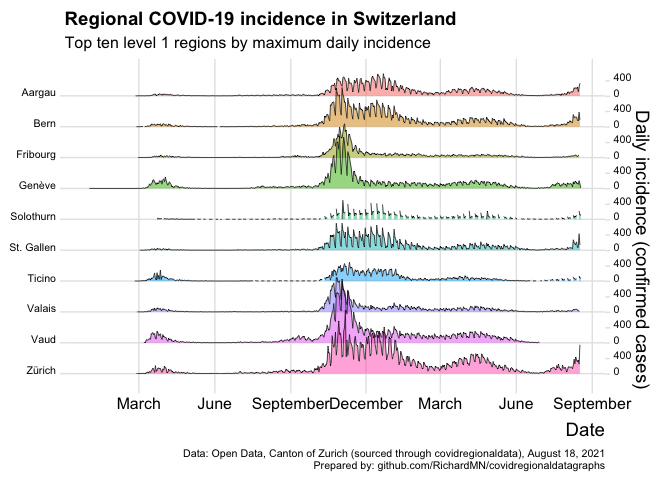 Regional COVID-19 incidence in Switzerland
Top ten level 1 regions by maximum daily incidence
Aargau 400 0
Bern 400 0
Fribourg 400 0
Genève 400 0
Solothurn 400 0
St. Gallen 400 0
Ticino 400 0
Valais 400 0
Vaud 400 0
Zürich 400 0
Daily incidence (confirmed cases)
March June September December March June September
Date
Data: Open Data, Canton of Zurich (sourced through covidregionaldata), August 18, 2021
Prepared by: github.com/RichardMN/covidregionaldatagraphs